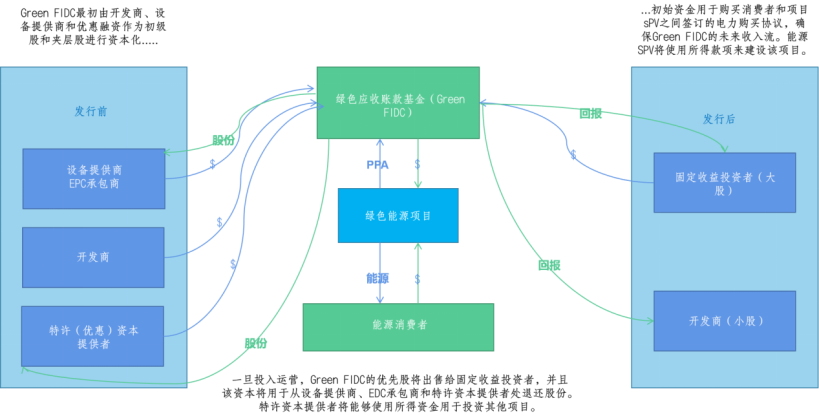 Green FIDC最初由开发商、设
备提供商和优惠融资作为初级
股和夹层股进行资本化.....
...初始资金用于购买消费者和项目
sPV之间签订的电力购买协议，确
保Green FIDC的未来收入流。能源
SPV将使用所得款项来建设该项目。
发行前
绿色应收账款基金（Green
FIDC）
发行后
股份
回报
设备提供商
EPC承包商
$
PPA
$
$
固定收益投资者（大
股）
开发商
$
绿色能源项目
$
能源
$
回报
特许（优惠）资本
提供者
能源消费者
开发商（小股）
股份
一旦投入运营，Green FIDC的优先股将出售给固定收益投资者，并且
该资本将用于从设备提供商、EDC承包商和特许资本提供者处退还股份。
特许资本提供者将能够使用所得资金用于投资其他项目。